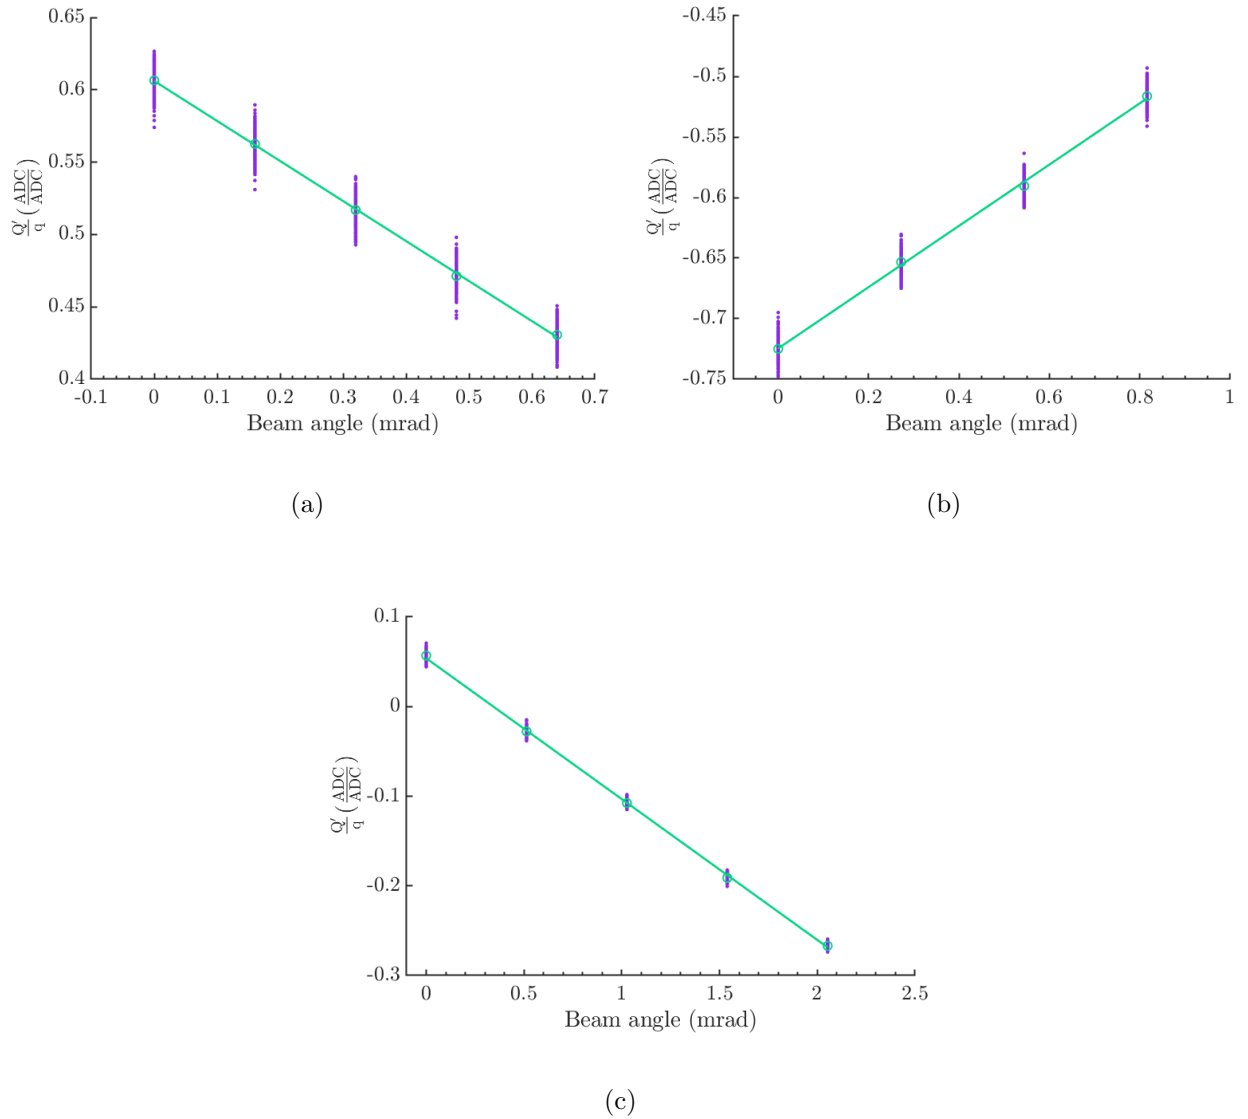 0.65
0.6
0.55
0.5
0.45
0.4
Q′/q (ADC/ADC)
-0.1 0 0.1 0.2 0.3 0.4 0.5 0.6 0.7
Beam angle (mrad)
(a)
-0.45
-0.5
-0.55
-0.6
-0.65
-0.7
-0.75
Q′/q (ADC/ADC)
0 0.2 0.4 0.6 0.8 1
Beam angle (mrad)
(b)
0.1
0
-0.1
-0.2
-0.3
Q′/q (ADC/ADC)
0 0.5 1 1.5 2 2.5
Beam angle (mrad)
(c)